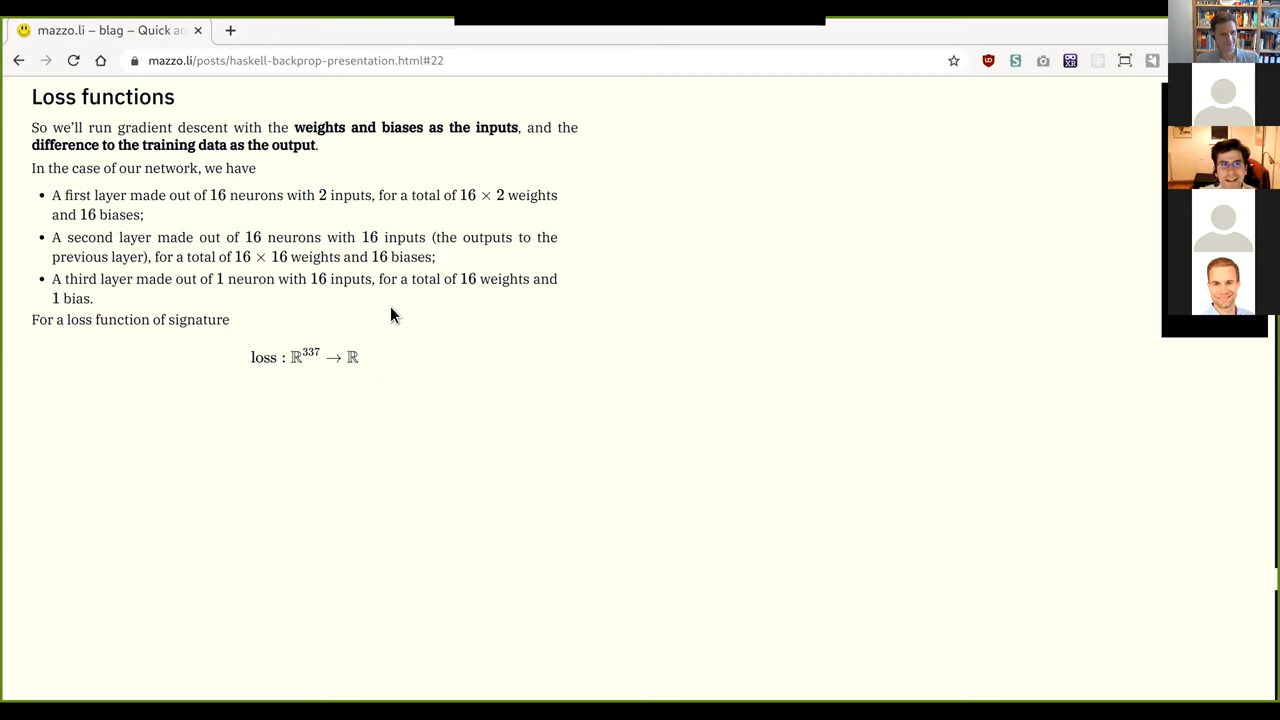 mazzo.li – blag – Quick an
mazzo.li/posts/haskell-backprop-presentation.html#22
Loss functions
So we'll run gradient descent with the weights and biases as the inputs, and the
difference to the training data as the output.
In the case of our network, we have
• A first layer made out of 16 neurons with 2 inputs, for a total of 16 × 2 weights
and 16 biases;
• A second layer made out of 16 neurons with 16 inputs (the outputs to the
previous layer), for a total of 16 × 16 weights and 16 biases;
• A third layer made out of 1 neuron with 16 inputs, for a total of 16 weights and
1 bias.
For a loss function of signature
loss : ℝ³³⁷ → ℝ